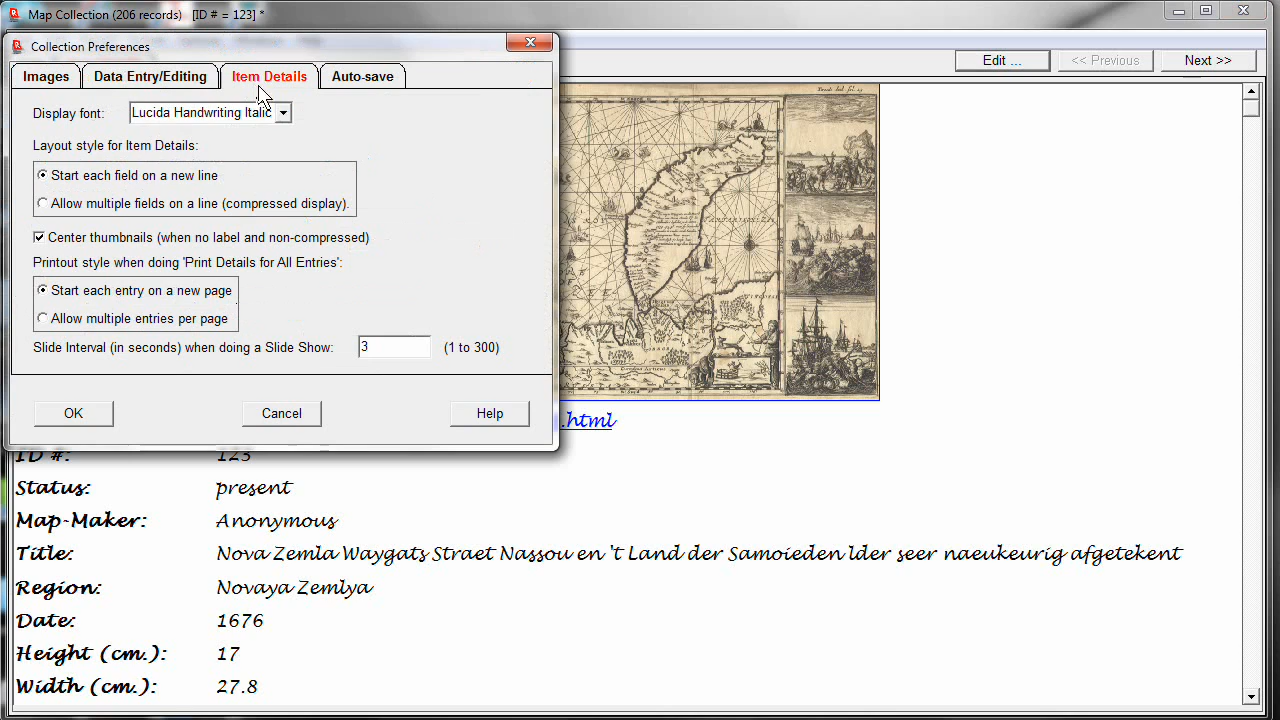 Map Collection (206 records) [ID # = 123] *
Collection Preferences
Images Data Entry/Editing Item Details Auto-save
Edit ... << Previous Next >>
Display font: Lucida Handwriting Italic
Layout style for Item Details:
Start each field on a new line
Allow multiple fields on a line (compressed display).
Center thumbnails (when no label and non-compressed)
Printout style when doing 'Print Details for All Entries':
Start each entry on a new page
Allow multiple entries per page
Slide Interval (in seconds) when doing a Slide Show: 3 (1 to 300)
OK Cancel Help
.html
ID #: 123
Status: present
Map-Maker: Anonymous
Title: Nova Zemla Waygats Straet Nassou en 't Land der Samoieden lder seer naeukeurig afgetekent
Region: Novaya Zemlya
Date: 1676
Height (cm.): 17
Width (cm.): 27.8